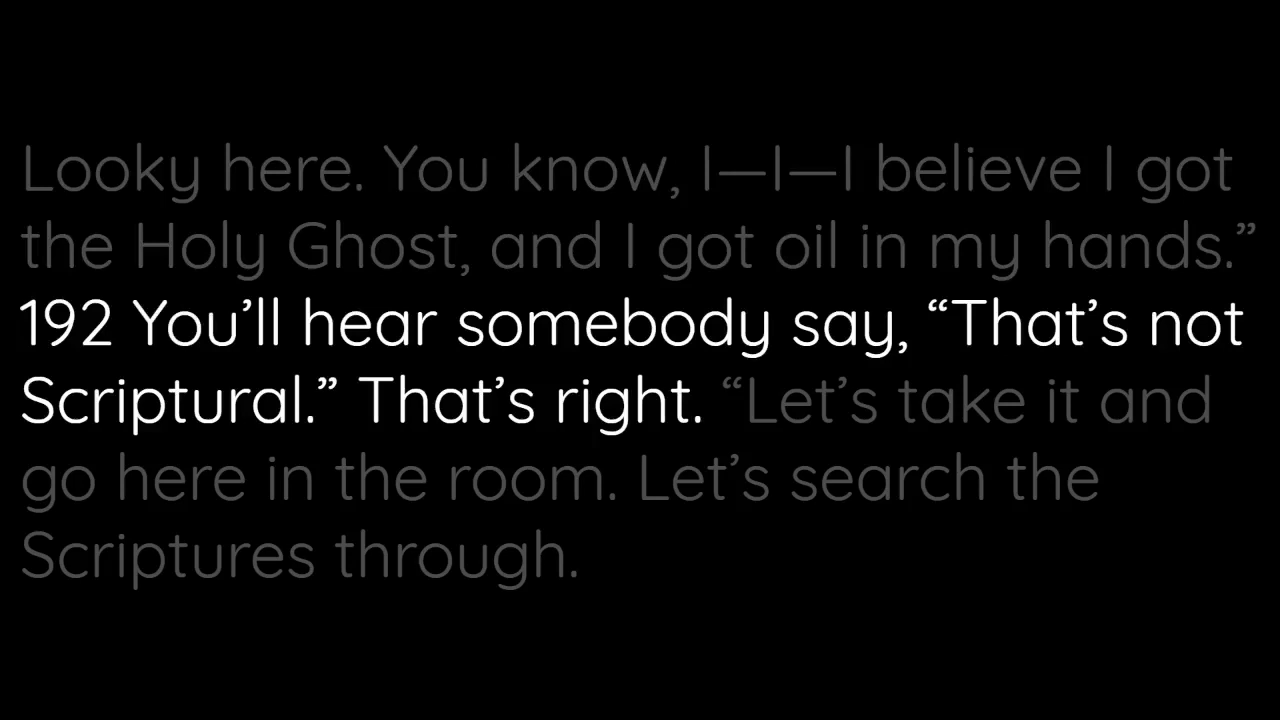 Looky here. You know, I—I—I believe I got
the Holy Ghost, and I got oil in my hands.”
192 You’ll hear somebody say, “That’s not
Scriptural.” That’s right. “Let’s take it and
go here in the room. Let’s search the
Scriptures through.